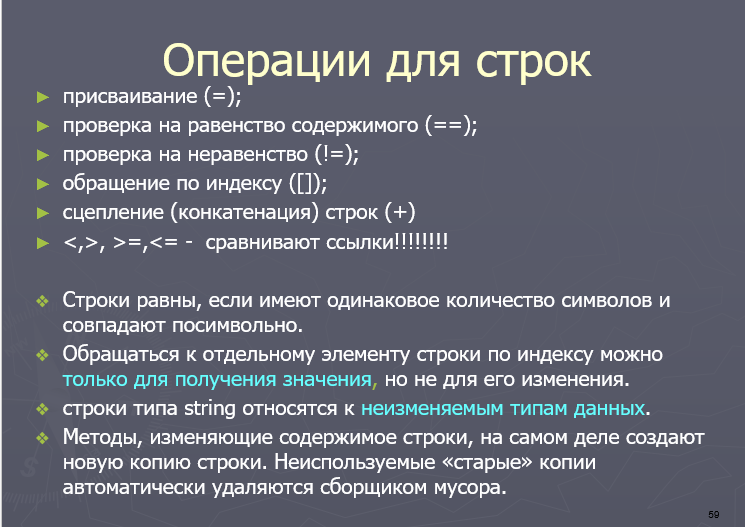 Операции для строк
► присваивание (=);
► проверка на равенство содержимого (==);
► проверка на неравенство (!=);
► обращение по индексу ([]);
► сцепление (конкатенация) строк (+)
► <,>, >=,<= - сравнивают ссылки!!!!!!!!
❖ Строки равны, если имеют одинаковое количество символов и
совпадают посимвольно.
❖ Обращаться к отдельному элементу строки по индексу можно
только для получения значения, но не для его изменения.
❖ строки типа string относятся к неизменяемым типам данных.
❖ Методы, изменяющие содержимое строки, на самом деле создают
новую копию строки. Неиспользуемые «старые» копии
автоматически удаляются сборщиком мусора.
59